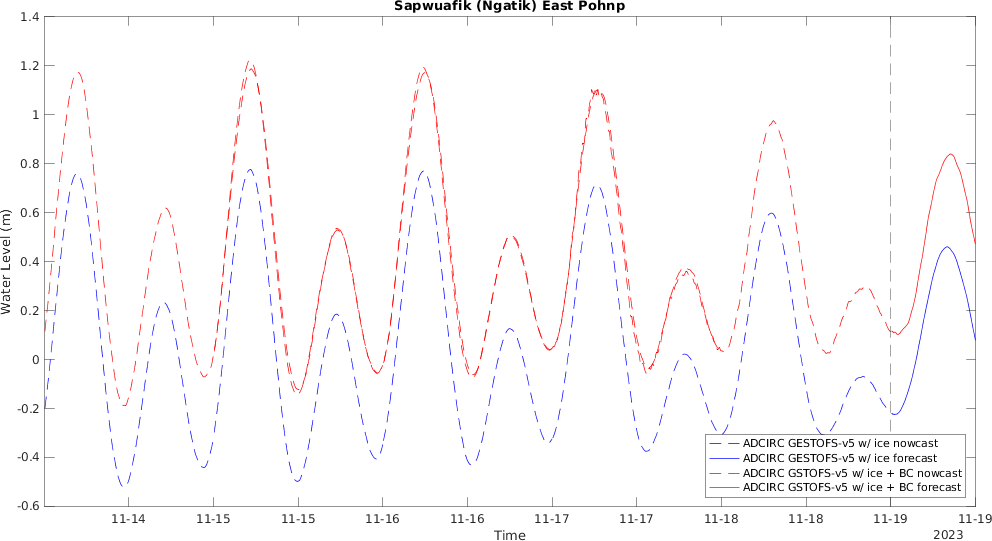 Sapwuafik (Ngatik) East Pohnp
1.4
1.2
1
0.8
0.6
0.4
0.2
0
-0.2
-0.4
-0.6
Water Level (m)
ADCIRC GESTOFS-v5 w/ ice nowcast
ADCIRC GESTOFS-v5 w/ ice forecast
ADCIRC GSTOFS-v5 w/ ice + BC nowcast
ADCIRC GSTOFS-v5 w/ ice + BC forecast
11-14 11-15 11-15 11-16 11-16 11-17 11-17 11-18 11-18 11-19 11-19
Time
2023